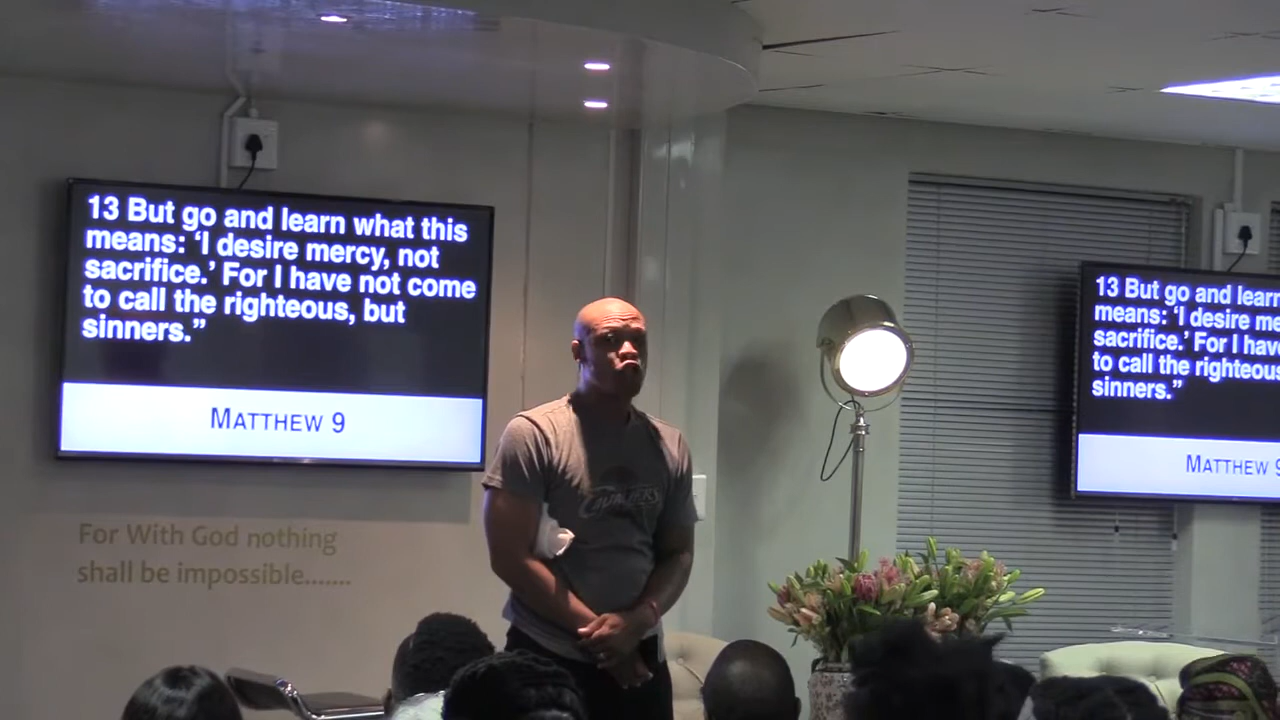 13 But go and learn what this
means: ‘I desire mercy, not
sacrifice.’ For I have not come
to call the righteous, but
sinners.”
MATTHEW 9
For With God nothing
shall be impossible.......
CAVALIERS
13 But go and learn
means: ‘I desire me
sacrifice.’ For I have
to call the righteous
sinners.”
MATTHEW 9